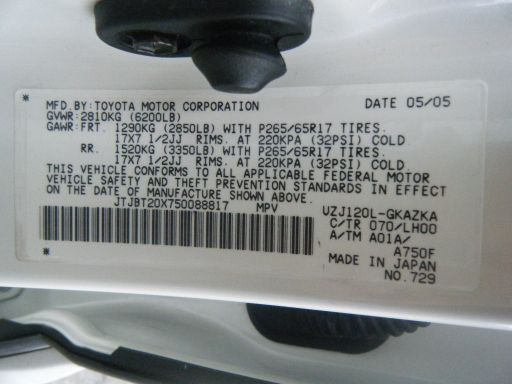 MFD.BY:TOYOTA MOTOR CORPORATION DATE 05/05
GVWR:2810KG (6200LB)
GAWR:FRT. 1290KG (2850LB) WITH P265/65R17 TIRES.
17X7 1/2JJ RIMS. AT 220KPA (32PSI) COLD
RR. 1520KG (3350LB) WITH P265/65R17 TIRES.
17X7 1/2JJ RIMS. AT 220KPA (32PSI) COLD.
THIS VEHICLE CONFORMS TO ALL APPLICABLE FEDERAL MOTOR
VEHICLE SAFETY AND THEFT PREVENTION STANDARDS IN EFFECT
ON THE DATE OF MANUFACTURE SHOWN ABOVE.
JTJBT20X750088817 MPV UZJ120L-GKAZKA
C/TR 070/LH00
A/TM A01A/
A750F
MADE IN JAPAN
NO.729